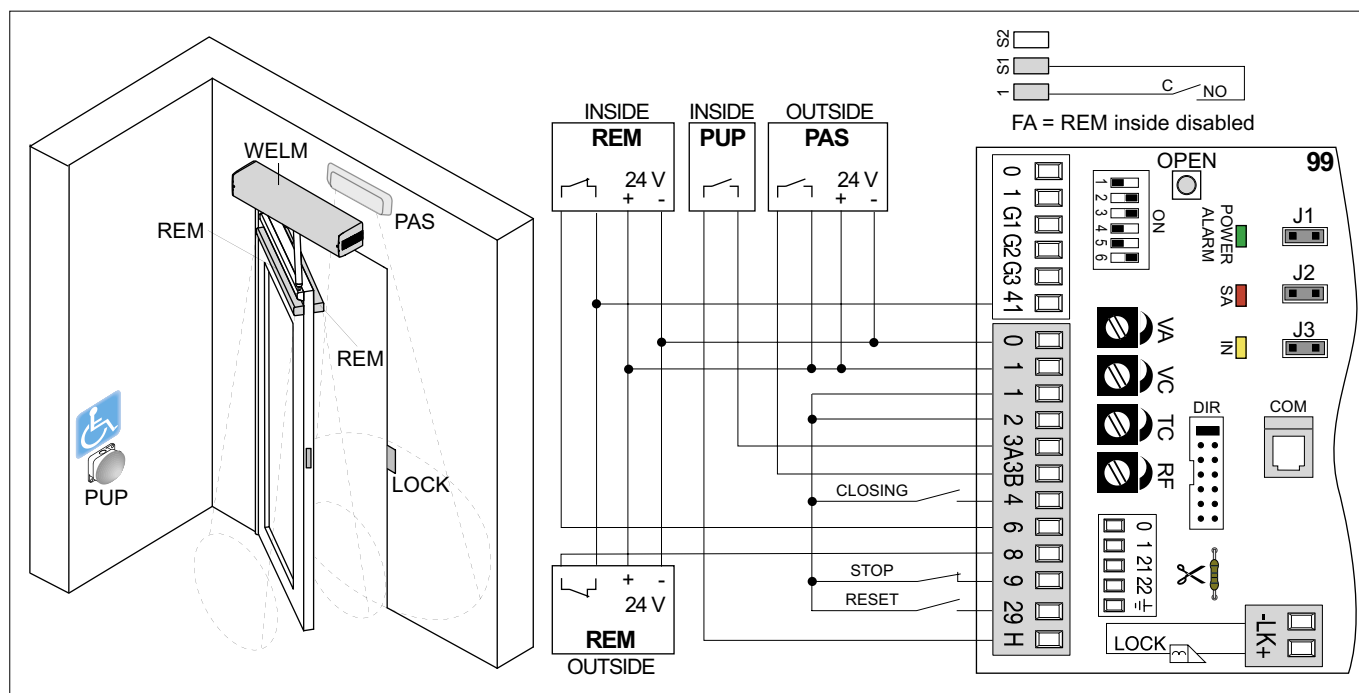 WELM
PAS
REM
REM
LOCK
PUP
INSIDE
REM
24 V
+ -
INSIDE
PUP
OUTSIDE
PAS
24 V
+ -
S2
S1
1
C
NO
FA = REM inside disabled
99
OPEN
0
1
G1
G2
G3
41
1
2
3
4
5
6
ON
POWER
ALARM
SA
IN
J1
J2
J3
0
1
1
2
3A
3B
4
6
8
9
29
H
CLOSING
STOP
RESET
VA
VC
TC
RF
DIR
COM
0
1
21
22
LOCK
-LK+
+ -
24 V
REM
OUTSIDE